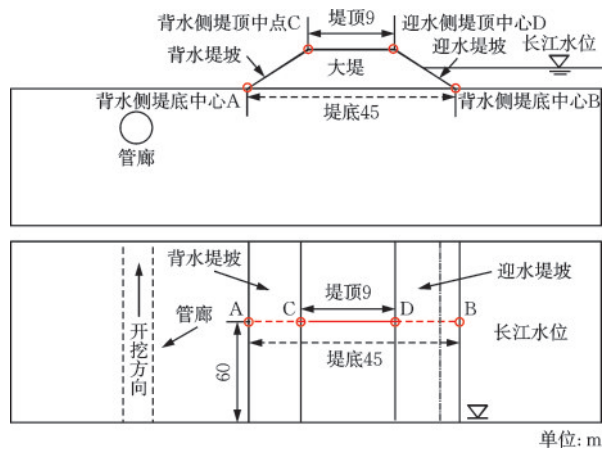 背水侧堤顶中点C
堤顶9
迎水侧堤顶中心D
背水堤坡
迎水堤坡
长江水位
大堤
背水侧堤底中心A
堤底45
背水侧堤底中心B
管廊
背水堤坡
迎水堤坡
堤顶9
管廊
A
C
D
B
开挖方向
长江水位
堤底45
60
单位: m